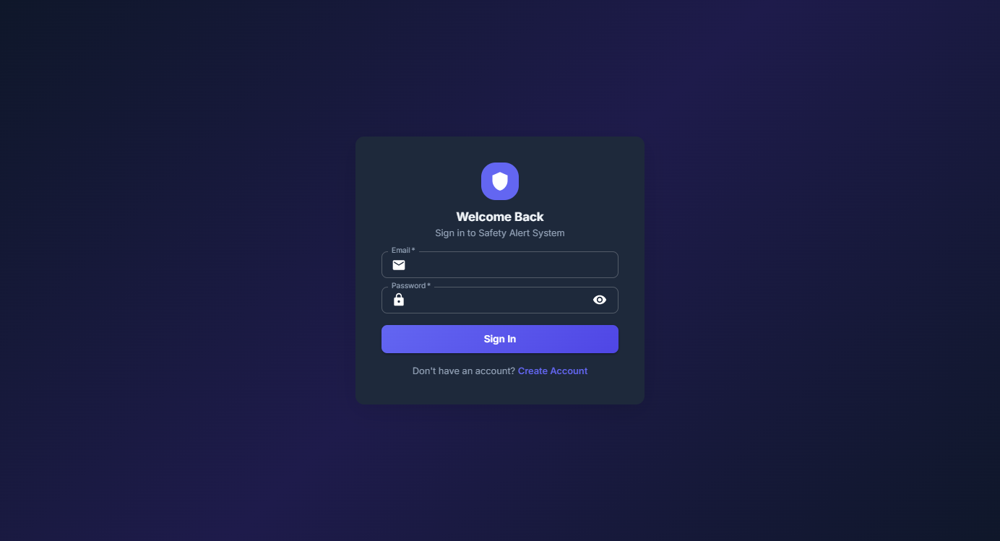 Welcome Back
Sign in to Safety Alert System
Email *
Password *
Sign In
Don't have an account? Create Account